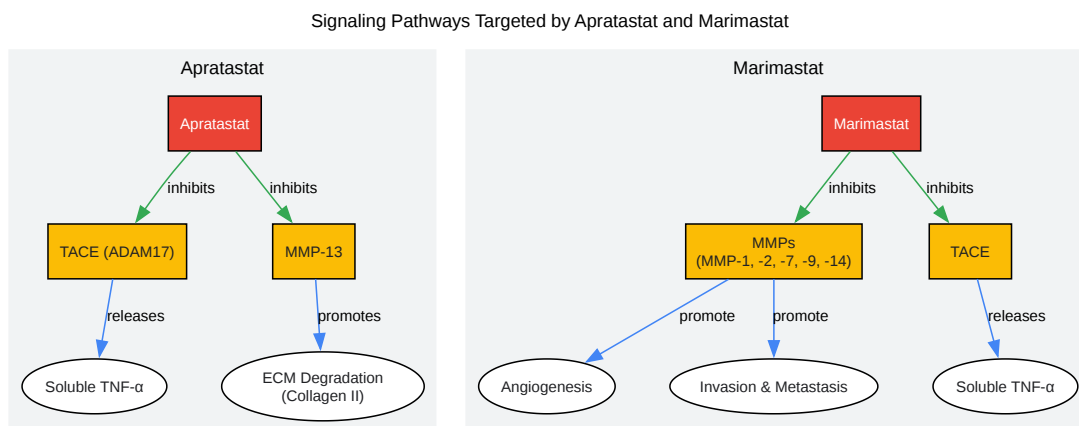 Signaling Pathways Targeted by Apratastat and Marimastat
Apratastat
Marimastat
Apratastat
Marimastat
inhibits
inhibits
inhibits
inhibits
TACE (ADAM17)
MMP-13
MMPs
(MMP-1, -2, -7, -9, -14)
TACE
releases
promotes
promote
promote
releases
Soluble TNF-α
ECM Degradation
(Collagen II)
Angiogenesis
Invasion & Metastasis
Soluble TNF-α